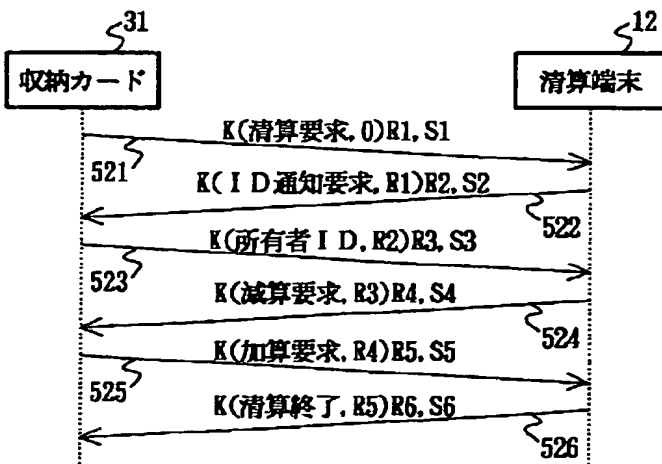 31
12
収納カード
清算端末
K(清算要求, 0)R1, S1
521
K(ＩＤ通知要求, R1)R2, S2
522
K(所有者ＩＤ, R2)R3, S3
523
K(減算要求, R3)R4, S4
524
K(加算要求, R4)R5, S5
525
K(清算終了, R5)R6, S6
526